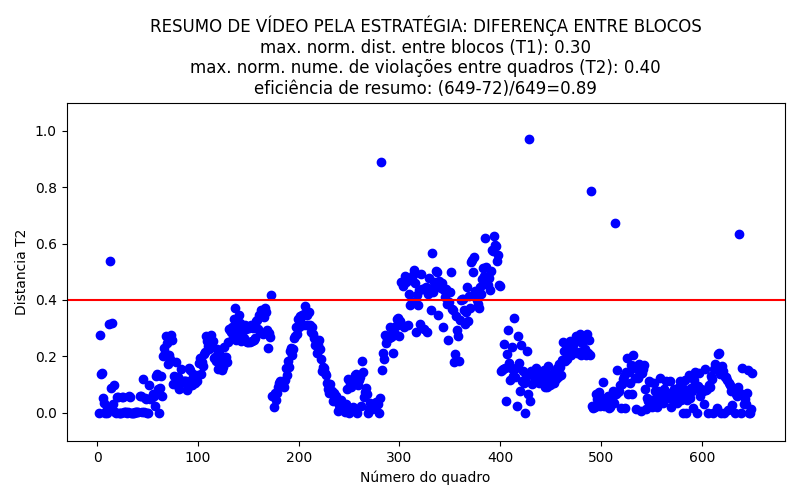 RESUMO DE VÍDEO PELA ESTRATÉGIA: DIFERENÇA ENTRE BLOCOS
max. norm. dist. entre blocos (T1): 0.30
max. norm. nume. de violações entre quadros (T2): 0.40
eficiência de resumo: (649-72)/649=0.89
1.0
0.8
0.6
0.4
0.2
0.0
Distancia T2
0 100 200 300 400 500 600
Número do quadro